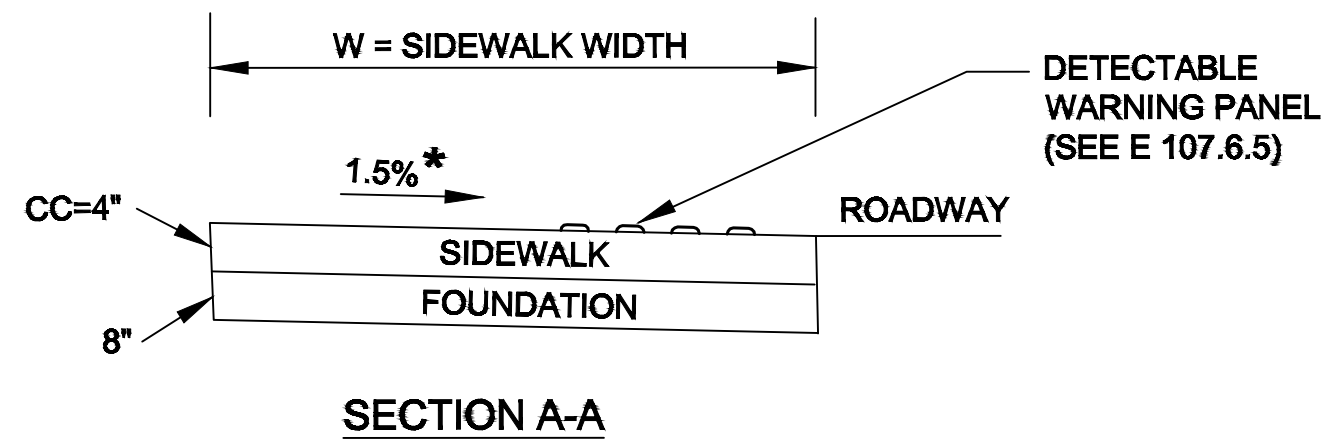 W = SIDEWALK WIDTH
DETECTABLE
WARNING PANEL
(SEE E 107.6.5)
1.5%*
CC=4"
ROADWAY
SIDEWALK
FOUNDATION
8"
SECTION A-A